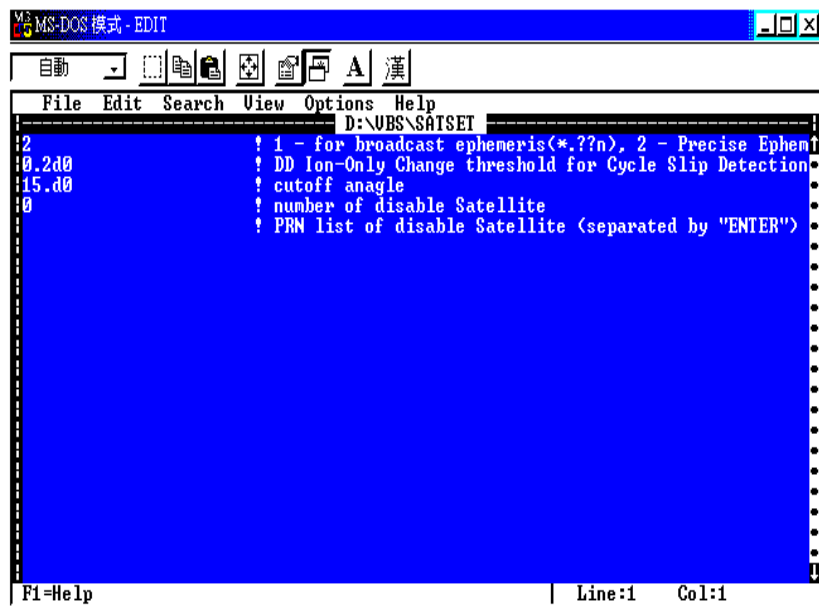 MS-DOS 模式 - EDIT
自動 A 漢
File Edit Search View Options Help
D:\VBS\SATSET
2 ! 1 - for broadcast ephemeris(*.??n), 2 - Precise Ephem
0.2d0 ! DD Ion-Only Change threshold for Cycle Slip Detection
15.d0 ! cutoff anagle
0 ! number of disable Satellite
! PRN list of disable Satellite (separated by "ENTER")
F1=Help Line:1 Col:1